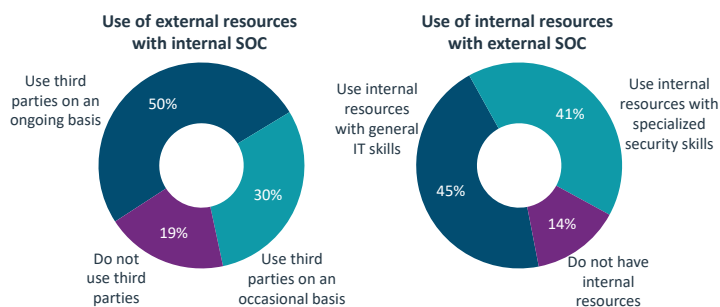 Use of external resources
with internal SOC
Use third
parties on an
ongoing basis
50%
30%
19%
Do not
use third
parties
Use third
parties on an
occasional basis
Use of internal resources
with external SOC
Use internal
resources
with general
IT skills
41%
Use internal
resources with
specialized
security skills
45%
14%
Do not have
internal
resources